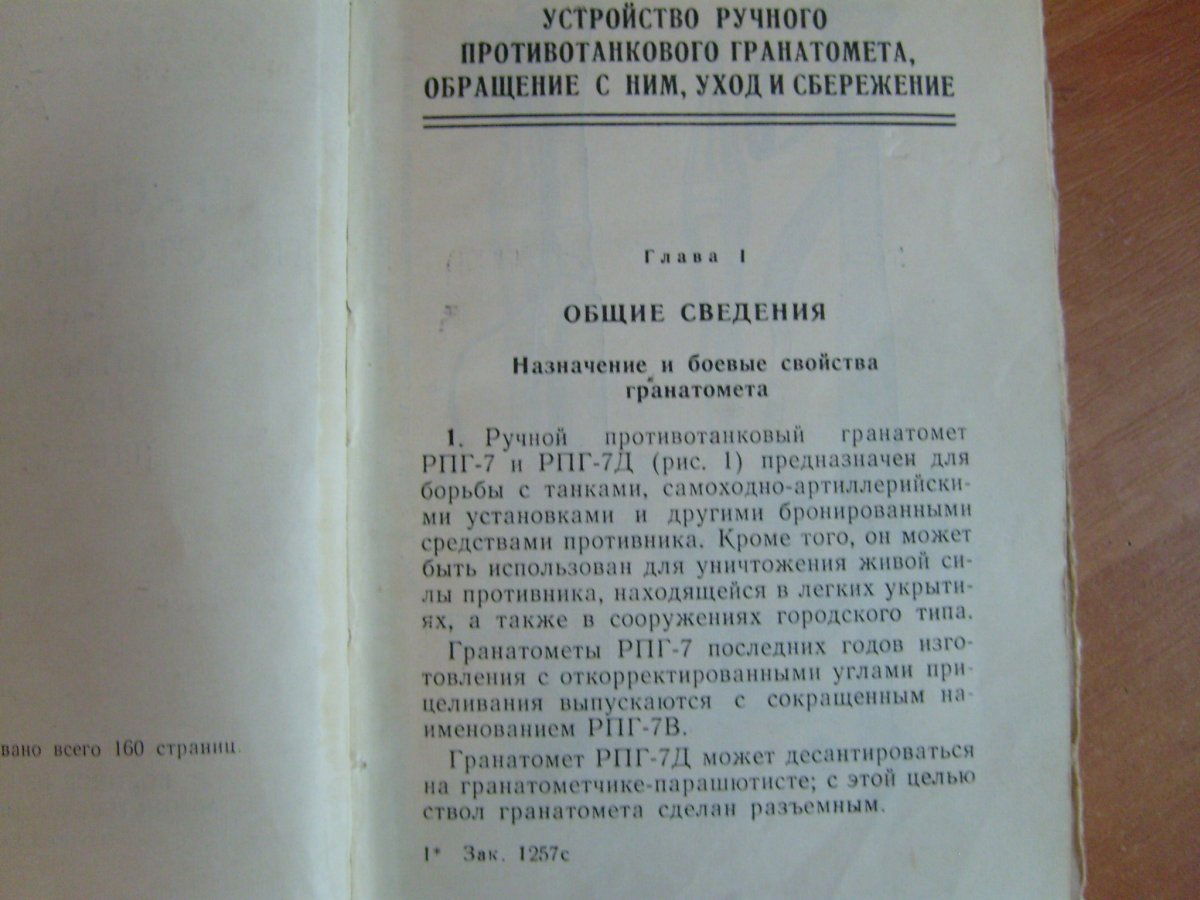 УСТРОЙСТВО РУЧНОГО
ПРОТИВОТАНКОВОГО ГРАНАТОМЕТА,
ОБРАЩЕНИЕ С НИМ, УХОД И СБЕРЕЖЕНИЕ
Глава I
ОБЩИЕ СВЕДЕНИЯ
Назначение и боевые свойства
гранатомета
1. Ручной противотанковый гранатомет
РПГ-7 и РПГ-7Д (рис. 1) предназначен для
борьбы с танками, самоходно-артиллерийски-
ми установками и другими бронированными
средствами противника. Кроме того, он может
быть использован для уничтожения живой си-
лы противника, находящейся в легких укрыти-
ях, а также в сооружениях городского типа.
Гранатометы РПГ-7 последних годов изго-
товления с откорректированными углами при-
целивания выпускаются с сокращенным на-
именованием РПГ-7В.
Гранатомет РПГ-7Д может десантироваться
на гранатометчике-парашютисте; с этой целью
ствол гранатомета сделан разъемным.
1* Зак. 1257с
вано всего 160 страниц.